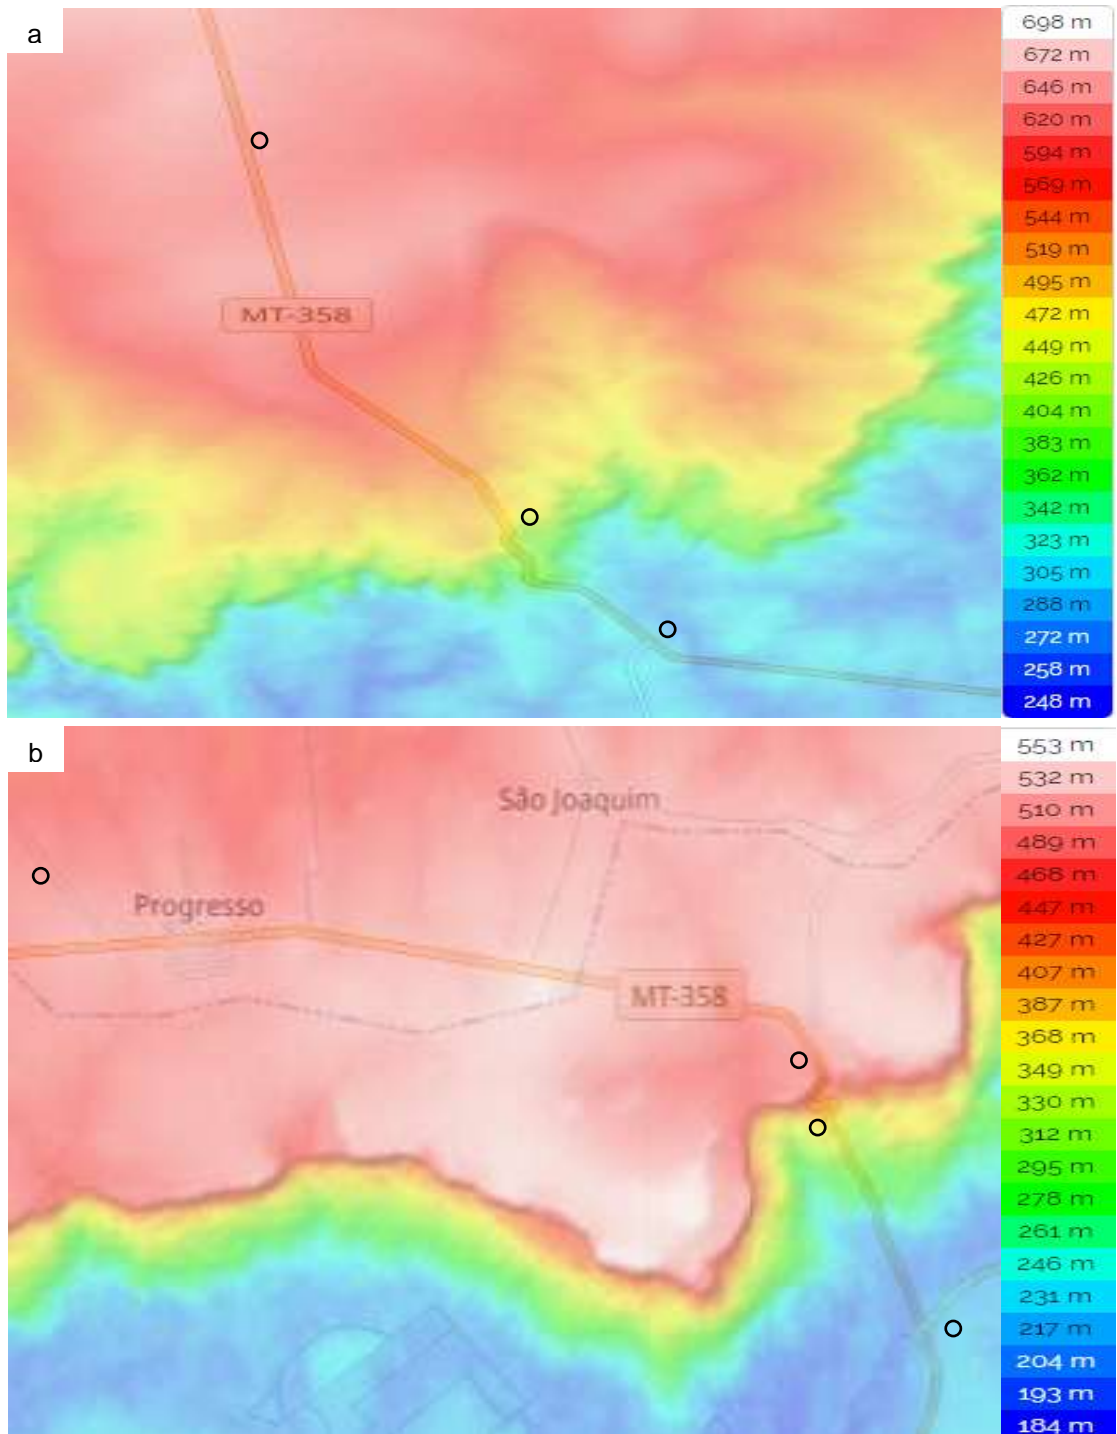 a
698 m
672 m
646 m
620 m
594 m
569 m
544 m
519 m
495 m
472 m
449 m
426 m
404 m
383 m
362 m
342 m
323 m
305 m
288 m
272 m
258 m
248 m
MT-358
b
553 m
532 m
510 m
489 m
468 m
447 m
427 m
407 m
387 m
368 m
349 m
330 m
312 m
295 m
278 m
261 m
246 m
231 m
217 m
204 m
193 m
184 m
São Joaquim
Progresso
MT-358